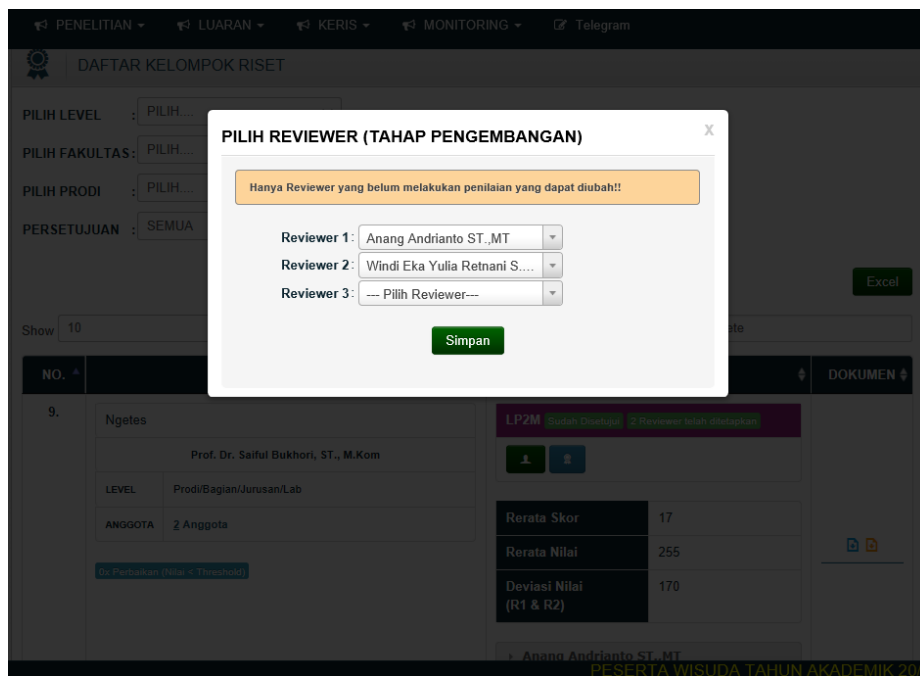 PENELITIAN LUARAN KERIS MONITORING Telegram
DAFTAR KELOMPOK RISET
PILIH LEVEL : PILIH....
PILIH FAKULTAS : PILIH....
PILIH PRODI : PILIH....
PERSETUJUAN : SEMUA
PILIH REVIEWER (TAHAP PENGEMBANGAN) X
Hanya Reviewer yang belum melakukan penilaian yang dapat diubah!!
Reviewer 1 : Anang Andrianto ST.,MT
Reviewer 2 : Windi Eka Yulia Retnani S....
Reviewer 3 : --- Pilih Reviewer---
Simpan
Excel
Show 10
NO. DOKUMEN
9.
Ngetes
Prof. Dr. Saiful Bukhori, ST., M.Kom
LEVEL Prodi/Bagian/Jurusan/Lab
ANGGOTA 2 Anggota
0x Perbaikan (Nilai < Threshold)
LP2M Sudah Disetujui 2 Reviewer telah ditetapkan
Rerata Skor 17
Rerata Nilai 255
Deviasi Nilai 170
(R1 & R2)
Anang Andrianto ST.,MT
PESERTA WISUDA TAHUN AKADEMIK